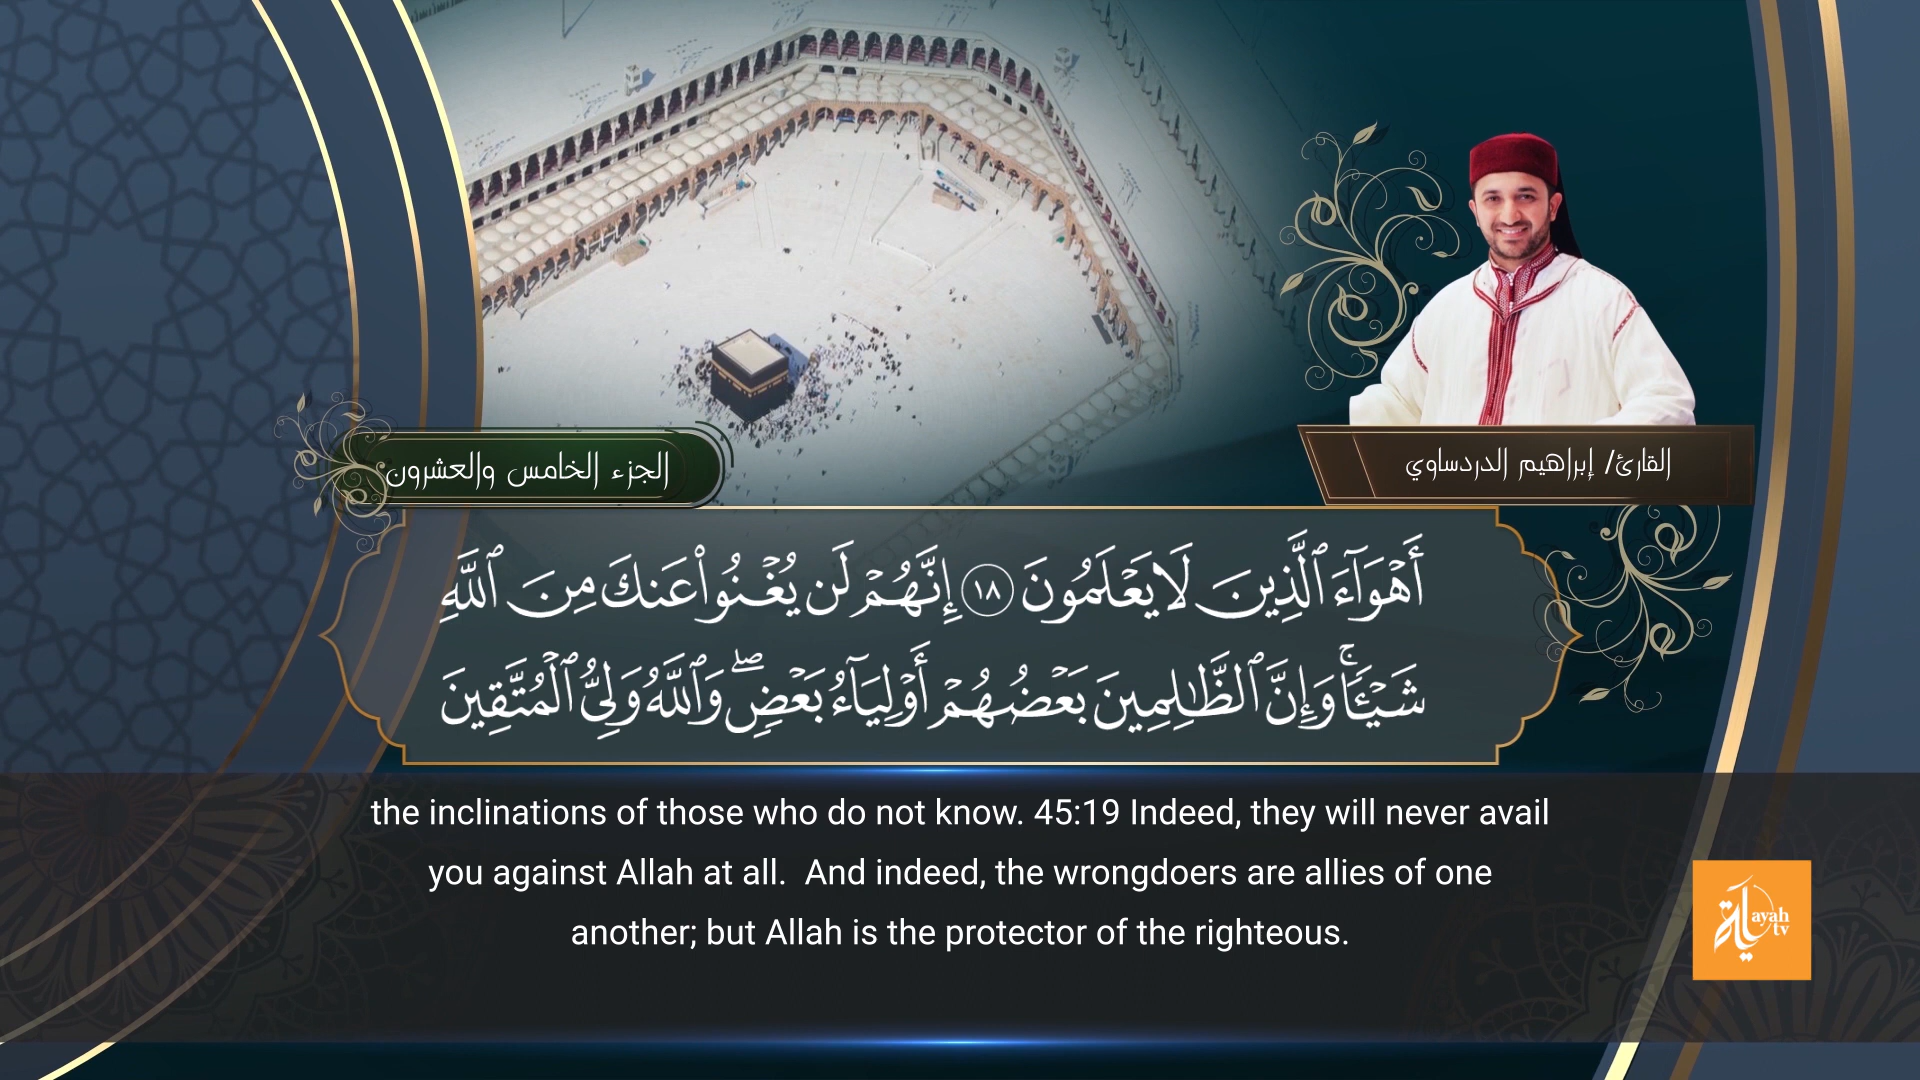 القارئ/ إبراهيم الدردساوي
الجزء الخامس والعشرون
أَهْوَآءَ ٱلَّذِينَ لَا يَعْلَمُونَ ١٨ إِنَّهُمْ لَن يُغْنُوا۟ عَنكَ مِنَ ٱللَّهِ
شَيْـًٔاۚ وَإِنَّ ٱلظَّـٰلِمِينَ بَعْضُهُمْ أَوْلِيَآءُ بَعْضٍۖ وَٱللَّهُ وَلِىُّ ٱلْمُتَّقِينَ
the inclinations of those who do not know. 45:19 Indeed, they will never avail
you against Allah at all.  And indeed, the wrongdoers are allies of one
another; but Allah is the protector of the righteous.
آية
ayah
tv